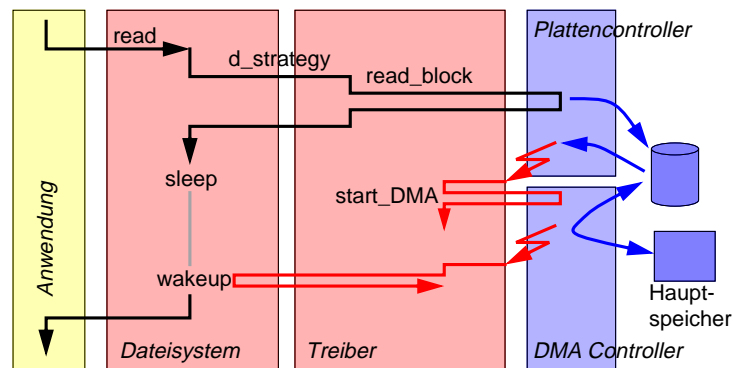 Plattencontroller
read
d_strategy
read_block
sleep
start_DMA
wakeup
Haupt-
speicher
Anwendung
Dateisystem
Treiber
DMA Controller